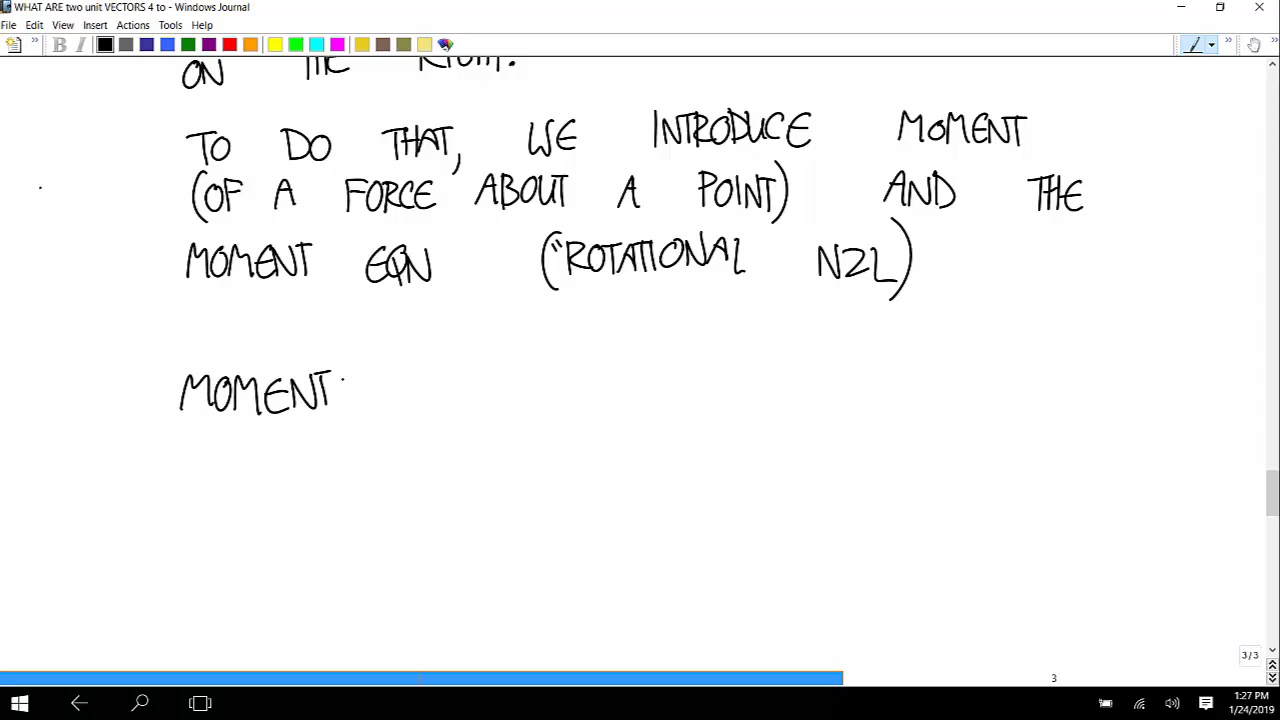 WHAT ARE two unit VECTORS 4 to - Windows Journal
File Edit View Insert Actions Tools Help
B I
ON THE RIGHT.
TO DO THAT, WE INTRODUCE MOMENT
(OF A FORCE ABOUT A POINT) AND THE
MOMENT EQN ("ROTATIONAL N2L)
MOMENT
3/3
3
1:27 PM
1/24/2019